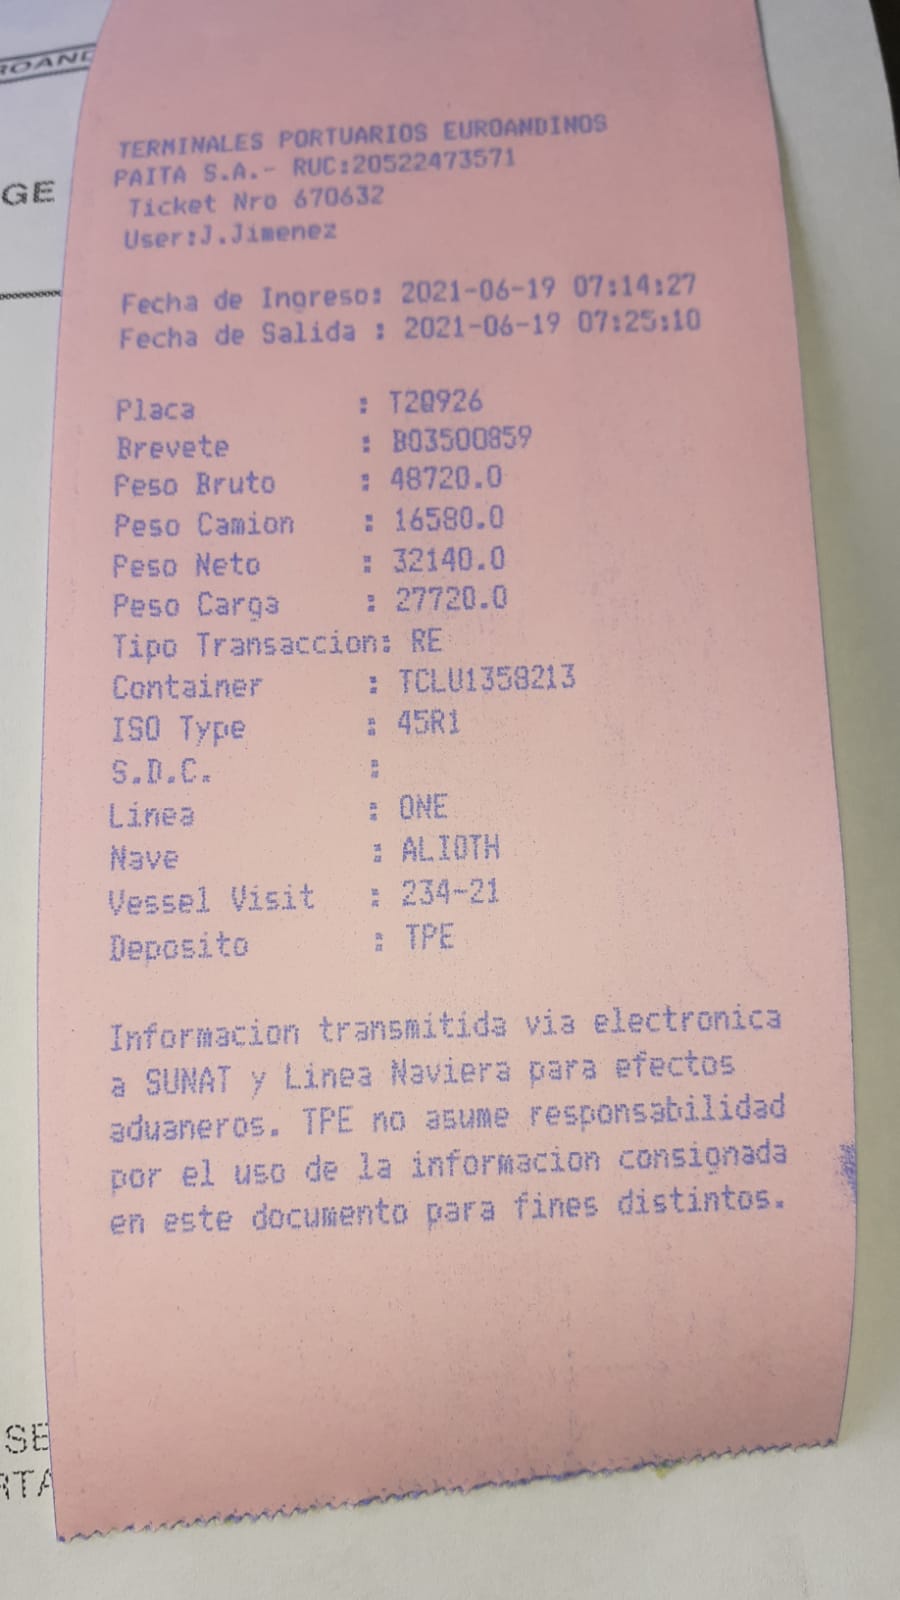 TERMINALES PORTUARIOS EUROANDINOS
PAITA S.A.- RUC:20522473571
Ticket Nro 670632
User:J.Jimenez
Fecha de Ingreso: 2021-06-19 07:14:27
Fecha de Salida : 2021-06-19 07:25:10
Placa : T2Q926
Brevete : B03500859
Peso Bruto : 48720.0
Peso Camion : 16580.0
Peso Neto : 32140.0
Peso Carga : 27720.0
Tipo Transaccion: RE
Container : TCLU1358213
ISO Type : 45R1
S.D.C. :
Linea : ONE
Nave : ALIOTH
Vessel Visit : 234-21
Deposito : TPE
Informacion transmitida via electronica
a SUNAT y Linea Naviera para efectos
aduaneros. TPE no asume responsabilidad
por el uso de la informacion consignada
en este documento para fines distintos.
GE
SE
RTA